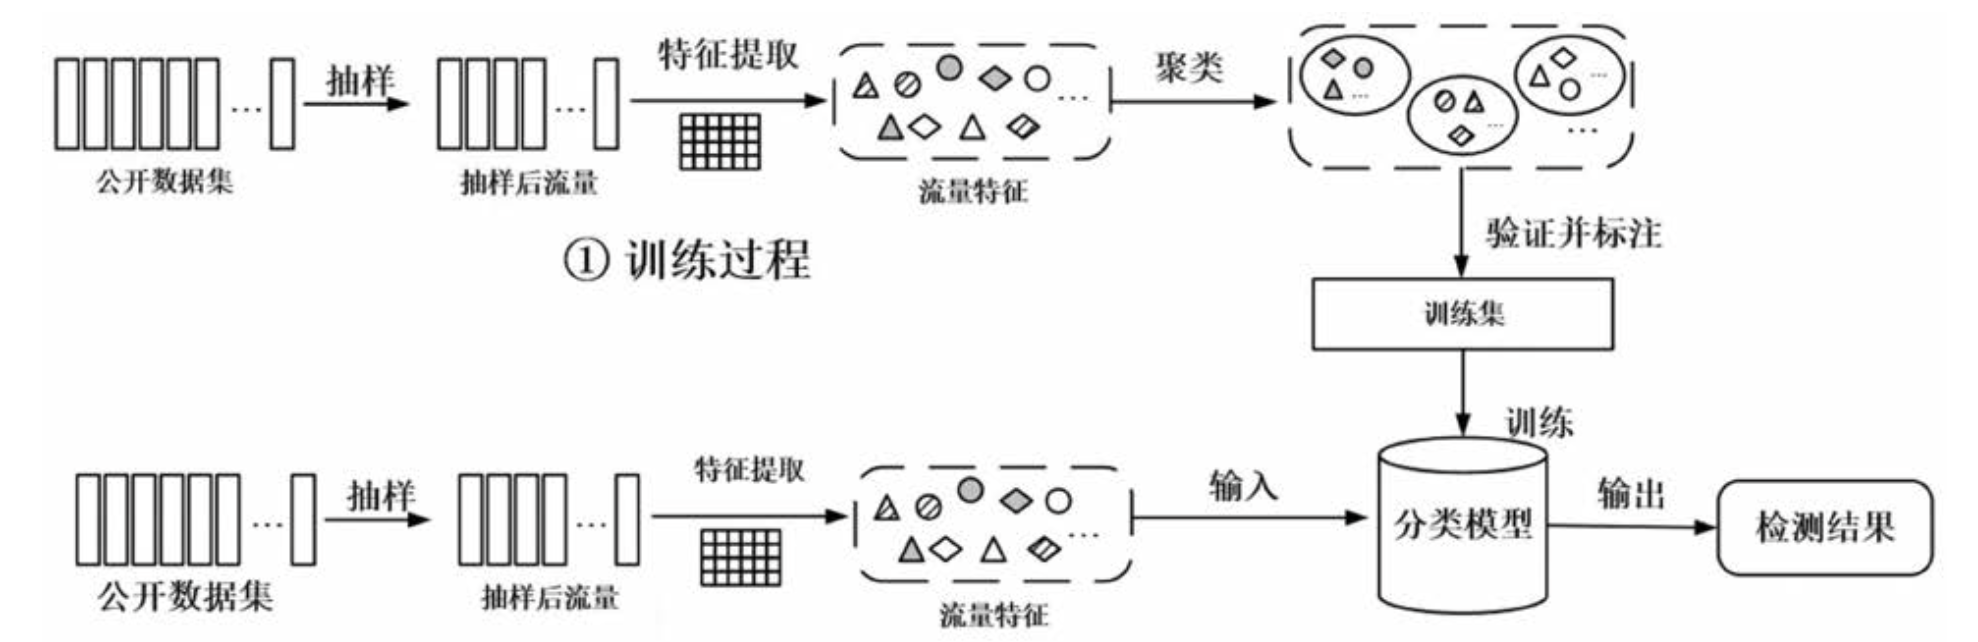 抽样
特征提取
聚类
公开数据集
抽样后流量
流量特征
① 训练过程
验证并标注
训练集
训练
抽样
特征提取
输入
分类模型
输出
检测结果
公开数据集
抽样后流量
流量特征